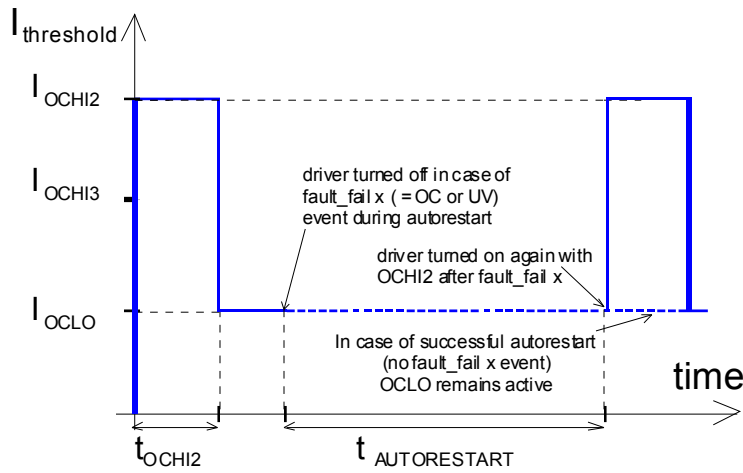 I threshold
I OCHI2
I OCHI3
I OCLO
driver turned off in case of
fault_fail x ( = OC or UV)
event during autorestart
driver turned on again with
OCHI2 after fault_fail x
In case of successful autorestart
(no fault_fail x event)
OCLO remains active
time
t OCHI2
t AUTORESTART